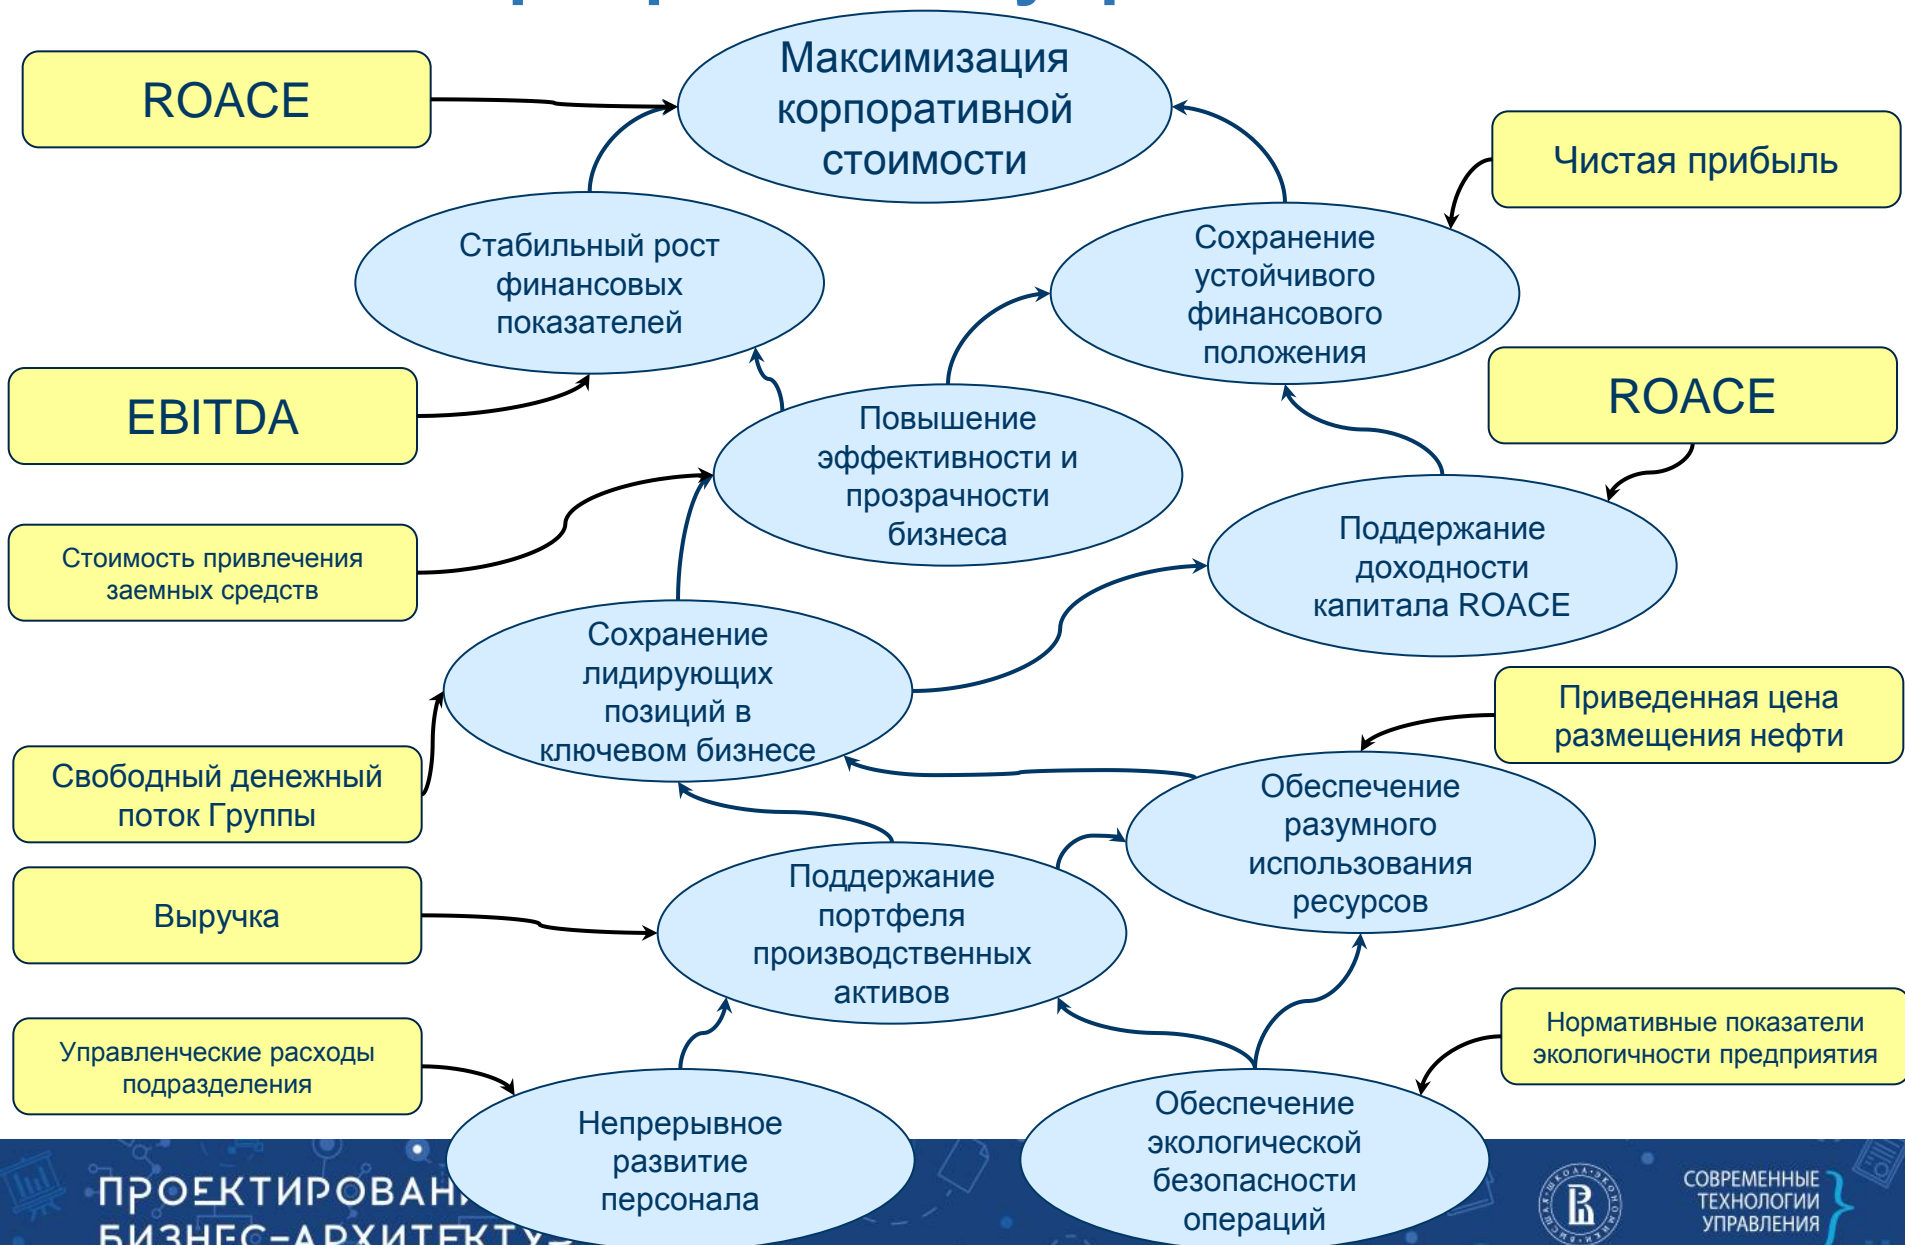 ROACE
Максимизация
корпоративной
стоимости
Чистая прибыль
Стабильный рост
финансовых
показателей
Сохранение
устойчивого
финансового
положения
EBITDA
ROACE
Повышение
эффективности и
прозрачности
бизнеса
Стоимость привлечения
заемных средств
Поддержание
доходности
капитала ROACE
Сохранение
лидирующих
позиций в
ключевом бизнесе
Приведенная цена
размещения нефти
Свободный денежный
поток Группы
Обеспечение
разумного
использования
ресурсов
Выручка
Поддержание
портфеля
производственных
активов
Управленческие расходы
подразделения
Нормативные показатели
экологичности предприятия
Непрерывное
развитие
персонала
Обеспечение
экологической
безопасности
операций
ВЫСШАЯ ШКОЛА ЭКОНОМИКИ
СОВРЕМЕННЫЕ
ТЕХНОЛОГИИ
УПРАВЛЕНИЯ